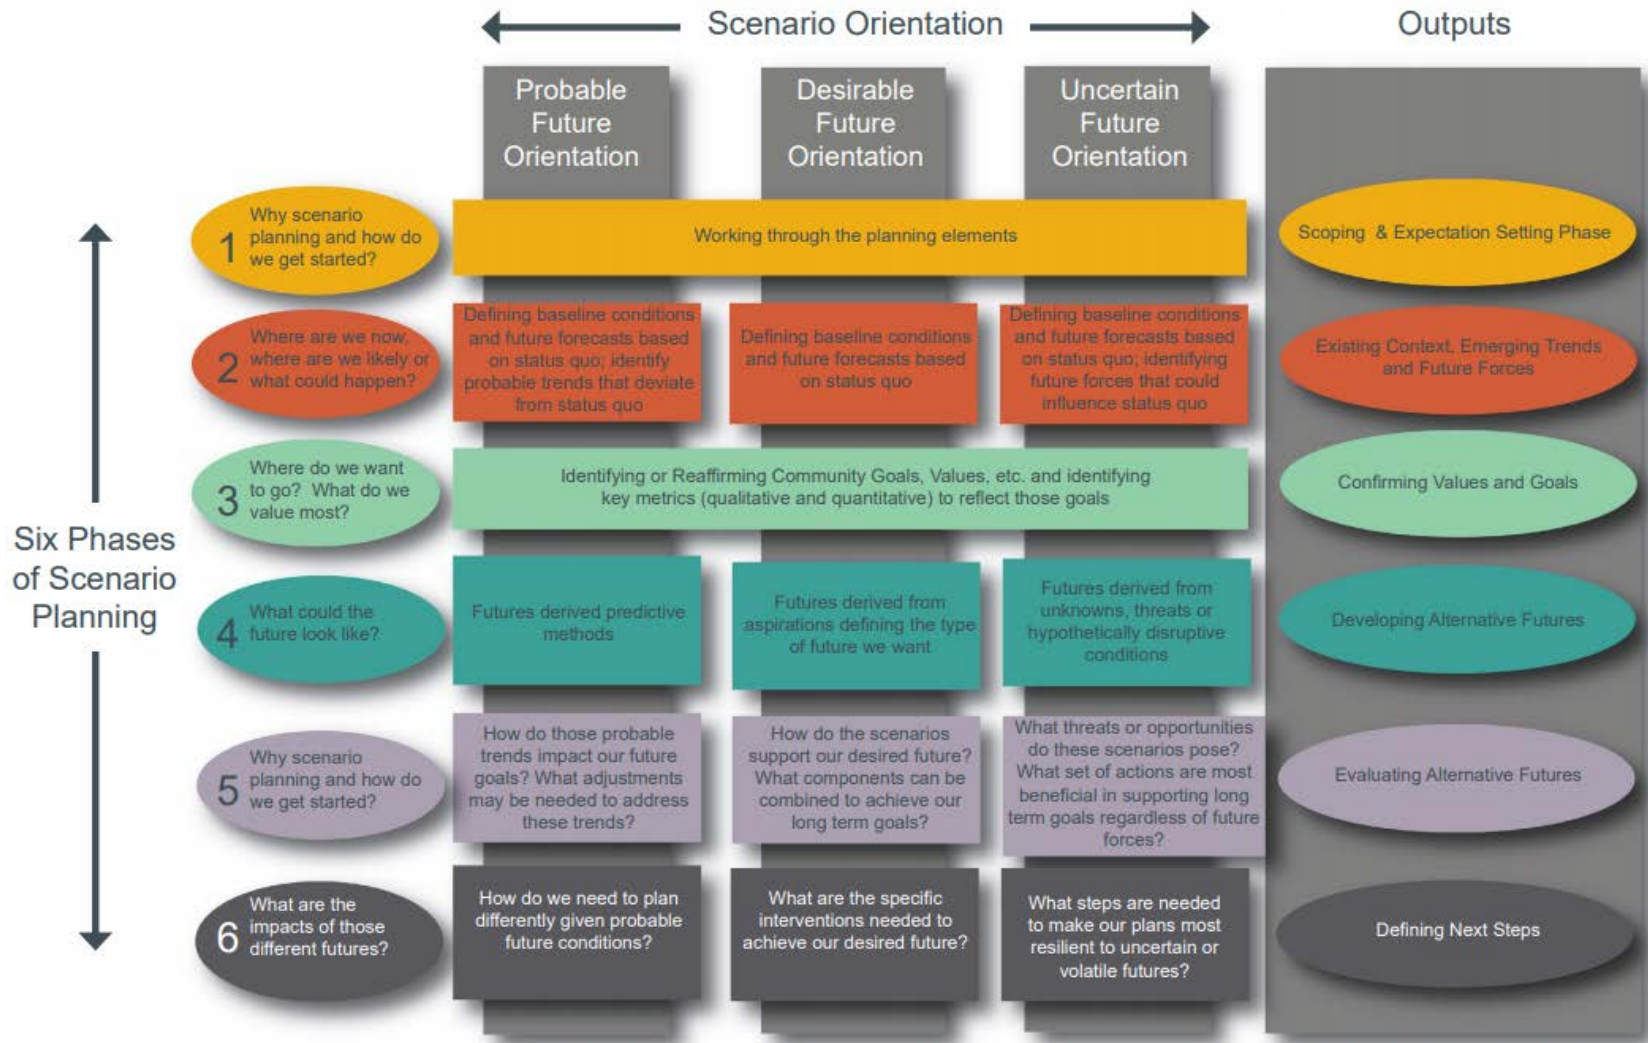 Scenario Orientation
Outputs
Probable
Future
Orientation
Desirable
Future
Orientation
Uncertain
Future
Orientation
Six Phases
of Scenario
Planning
1
Why scenario
planning and how do
we get started?
Working through the planning elements
Scoping & Expectation Setting Phase
2
Where are we now,
where are we likely or
what could happen?
Defining baseline conditions
and future forecasts based
on status quo; identify
probable trends that deviate
from status quo
Defining baseline conditions
and future forecasts based
on status quo
Defining baseline conditions
and future forecasts based
on status quo; identifying
future forces that could
influence status quo
Existing Context, Emerging Trends
and Future Forces
3
Where do we want
to go? What do we
value most?
Identifying or Reaffirming Community Goals, Values, etc. and identifying
key metrics (qualitative and quantitative) to reflect those goals
Confirming Values and Goals
4
What could the
future look like?
Futures derived predictive
methods
Futures derived from
aspirations defining the type
of future we want
Futures derived from
unknowns, threats or
hypothetically disruptive
conditions
Developing Alternative Futures
5
Why scenario
planning and how do
we get started?
How do those probable
trends impact our future
goals? What adjustments
may be needed to address
these trends?
How do the scenarios
support our desired future?
What components can be
combined to achieve our
long term goals?
What threats or opportunities
do these scenarios pose?
What set of actions are most
beneficial in supporting long
term goals regardless of future
forces?
Evaluating Alternative Futures
6
What are the
impacts of those
different futures?
How do we need to plan
differently given probable
future conditions?
What are the specific
interventions needed to
achieve our desired future?
What steps are needed
to make our plans most
resilient to uncertain or
volatile futures?
Defining Next Steps